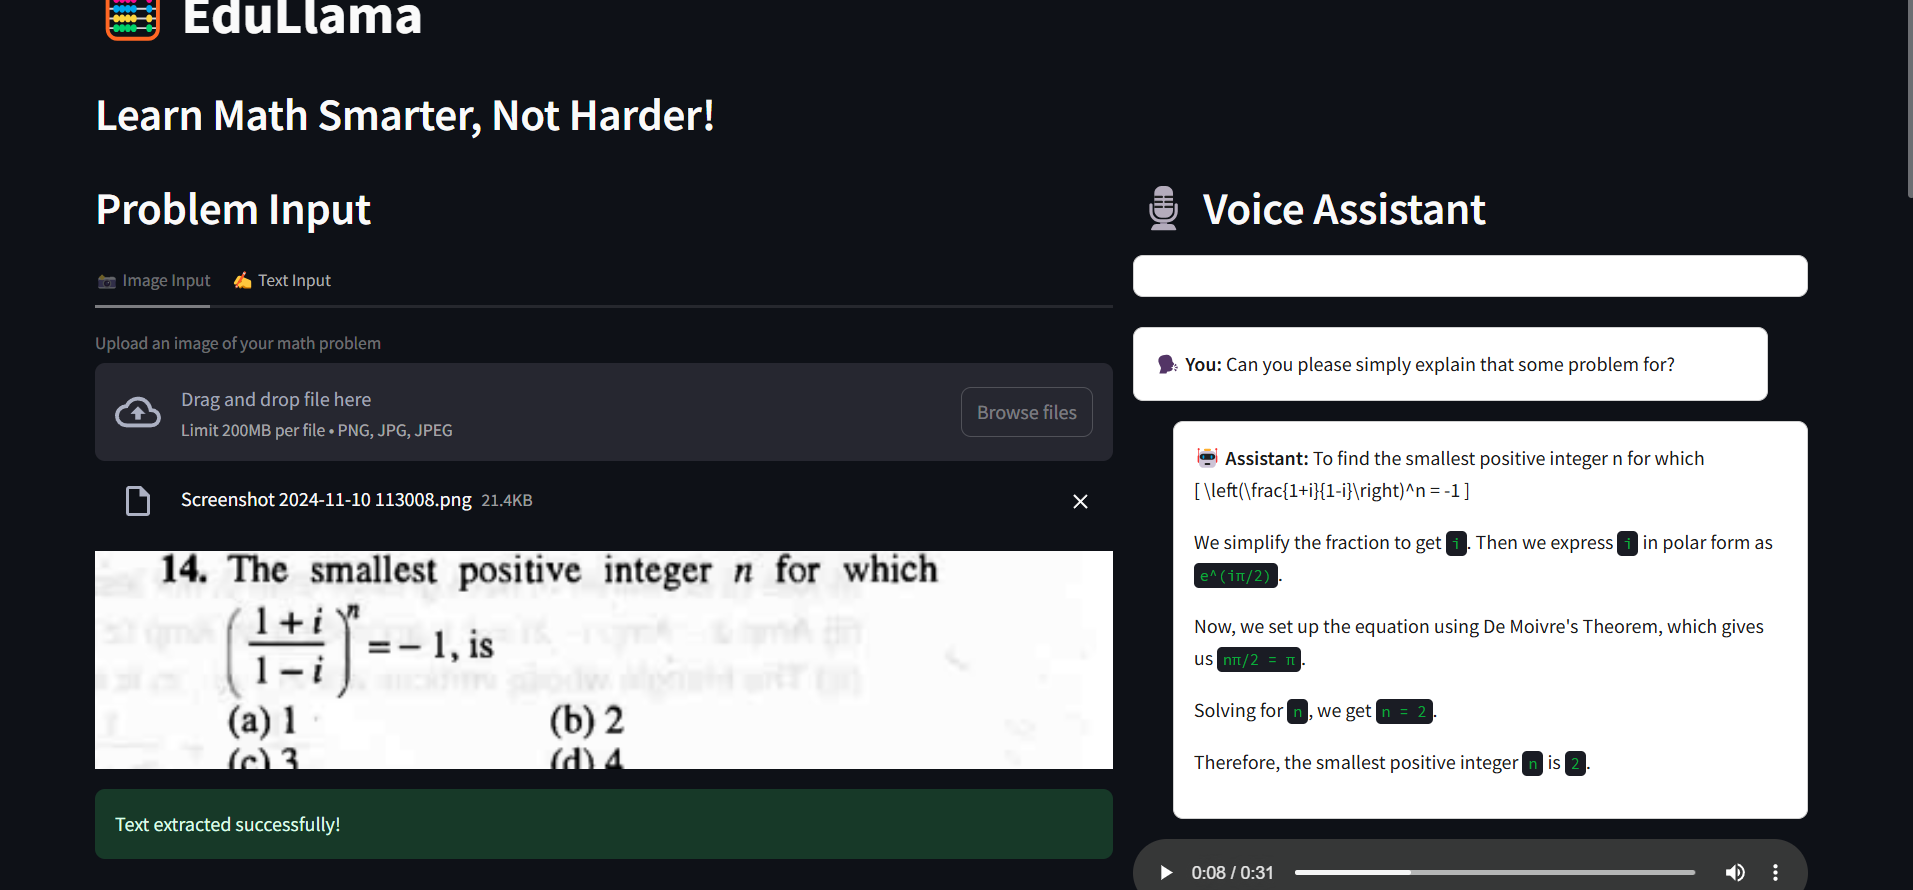 EduLlama
Learn Math Smarter, Not Harder!
Problem Input
Image Input
Text Input
Upload an image of your math problem
Drag and drop file here
Limit 200MB per file • PNG, JPG, JPEG
Browse files
Screenshot 2024-11-10 113008.png 21.4KB
14. The smallest positive integer n for which
(1 + i / 1 − i)^n = − 1, is
(a) 1 (b) 2
(c) 3 (d) 4
Text extracted successfully!
Voice Assistant
You: Can you please simply explain that some problem for?
Assistant: To find the smallest positive integer n for which
[ \left(\frac{1+i}{1-i}\right)^n = -1 ]
We simplify the fraction to get i. Then we express i in polar form as
e^(iπ/2).
Now, we set up the equation using De Moivre's Theorem, which gives
us nπ/2 = π.
Solving for n, we get n = 2.
Therefore, the smallest positive integer n is 2.
0:08 / 0:31